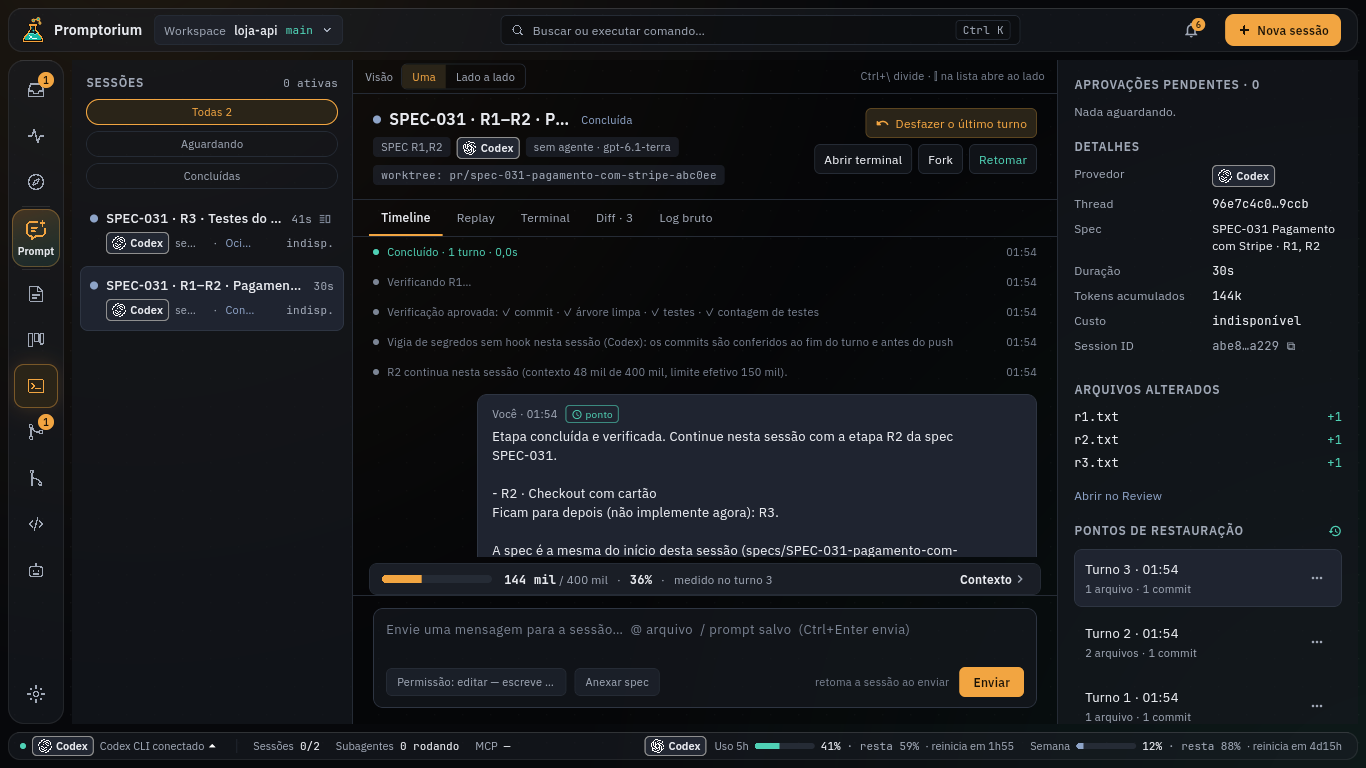 Promptorium
Workspace loja-api main
Buscar ou executar comando...
Ctrl K
6
+ Nova sessão
1
Prompt
1
SESSÕES
0 ativas
Todas 2
Aguardando
Concluídas
SPEC-031 · R3 · Testes do ...
41s
Codex
se...
· Oci...
indisp.
SPEC-031 · R1–R2 · Pagamen...
30s
Codex
se...
· Con...
indisp.
Visão
Uma
Lado a lado
Ctrl+\ divide · ‖ na lista abre ao lado
SPEC-031 · R1–R2 · P...
Concluída
Desfazer o último turno
SPEC R1,R2
Codex
sem agente · gpt-6.1-terra
worktree: pr/spec-031-pagamento-com-stripe-abc0ee
Abrir terminal
Fork
Retomar
Timeline
Replay
Terminal
Diff · 3
Log bruto
Concluído · 1 turno · 0,0s
01:54
Verificando R1...
01:54
Verificação aprovada: ✓ commit · ✓ árvore limpa · ✓ testes · ✓ contagem de testes
01:54
Vigia de segredos sem hook nesta sessão (Codex): os commits são conferidos ao fim do turno e antes do push
01:54
R2 continua nesta sessão (contexto 48 mil de 400 mil, limite efetivo 150 mil).
01:54
Você · 01:54
ponto
Etapa concluída e verificada. Continue nesta sessão com a etapa R2 da spec
SPEC-031.
- R2 · Checkout com cartão
Ficam para depois (não implemente agora): R3.
A spec é a mesma do início desta sessão (specs/SPEC-031-pagamento-com-
144 mil / 400 mil · 36% · medido no turno 3
Contexto
Envie uma mensagem para a sessão... @ arquivo / prompt salvo (Ctrl+Enter envia)
Permissão: editar — escreve ...
Anexar spec
retoma a sessão ao enviar
Enviar
APROVAÇÕES PENDENTES · 0
Nada aguardando.
DETALHES
Provedor
Codex
Thread
96e7c4c0…9ccb
Spec
SPEC-031 Pagamento
com Stripe · R1, R2
Duração
30s
Tokens acumulados
144k
Custo
indisponível
Session ID
abe8…a229
ARQUIVOS ALTERADOS
r1.txt
+1
r2.txt
+1
r3.txt
+1
Abrir no Review
PONTOS DE RESTAURAÇÃO
Turno 3 · 01:54
1 arquivo · 1 commit
Turno 2 · 01:54
2 arquivos · 1 commit
Turno 1 · 01:54
1 arquivo · 1 commit
Codex
Codex CLI conectado
Sessões 0/2
Subagentes 0 rodando
MCP —
Codex
Uso 5h
41% · resta 59% · reinicia em 1h55
Semana
12% · resta 88% · reinicia em 4d15h